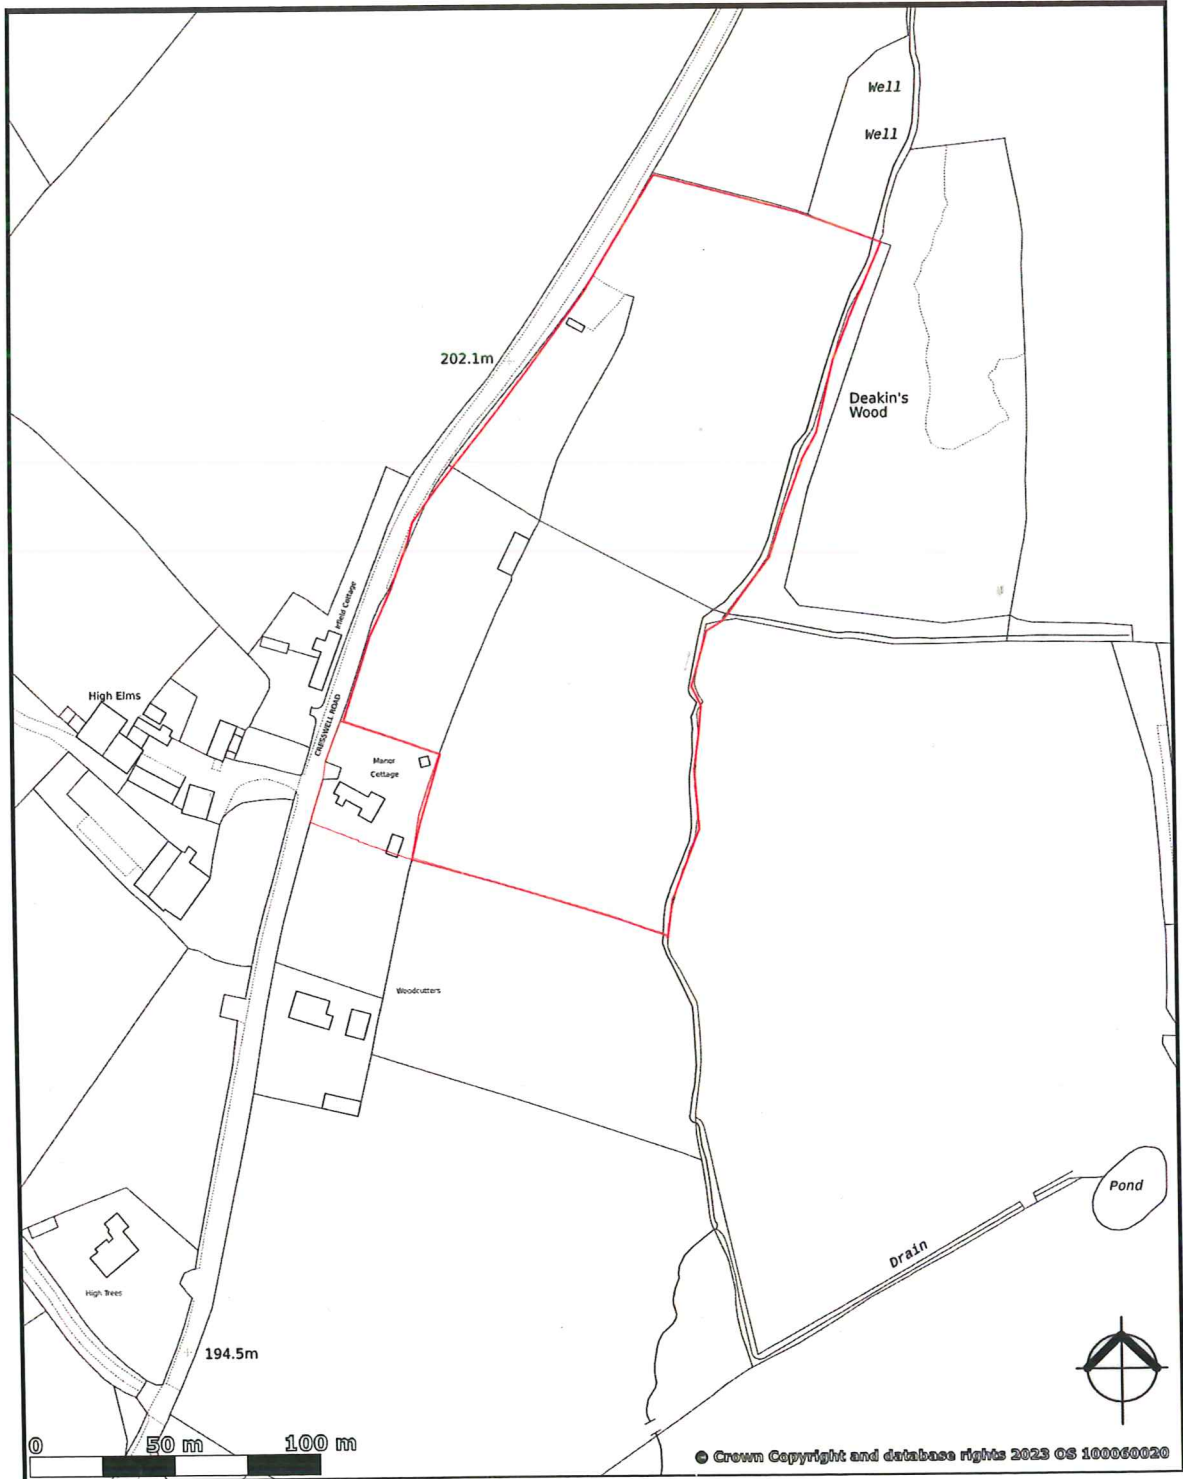 Well
Well
202.1m
Deakin's
Wood
Infield Cottage
High Elms
CRESSWELL ROAD
Manor
Cottage
Woodcutters
Pond
Drain
High Trees
194.5m
0 50 m 100 m
© Crown Copyright and database rights 2023 OS 100060020